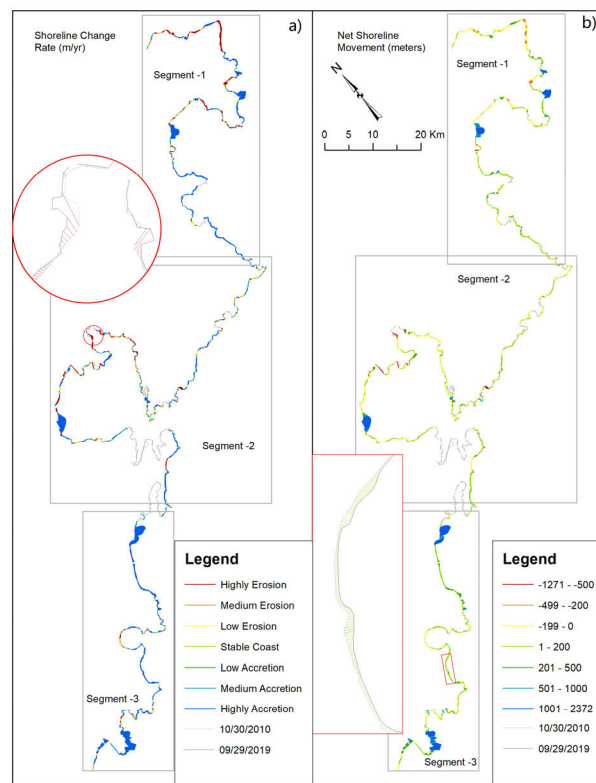 Shoreline Change
Rate (m/yr)
a)
Segment -1
Segment -2
Segment -3
Legend
Highly Erosion
Medium Erosion
Low Erosion
Stable Coast
Low Accretion
Medium Accretion
Highly Accretion
10/30/2010
09/29/2019
Net Shoreline
Movement (meters)
b)
N
0 5 10 20 Km
Segment -1
Segment -2
Segment -3
Legend
-1271 - -500
-499 - -200
-199 - 0
1 - 200
201 - 500
501 - 1000
1001 - 2372
10/30/2010
09/29/2019